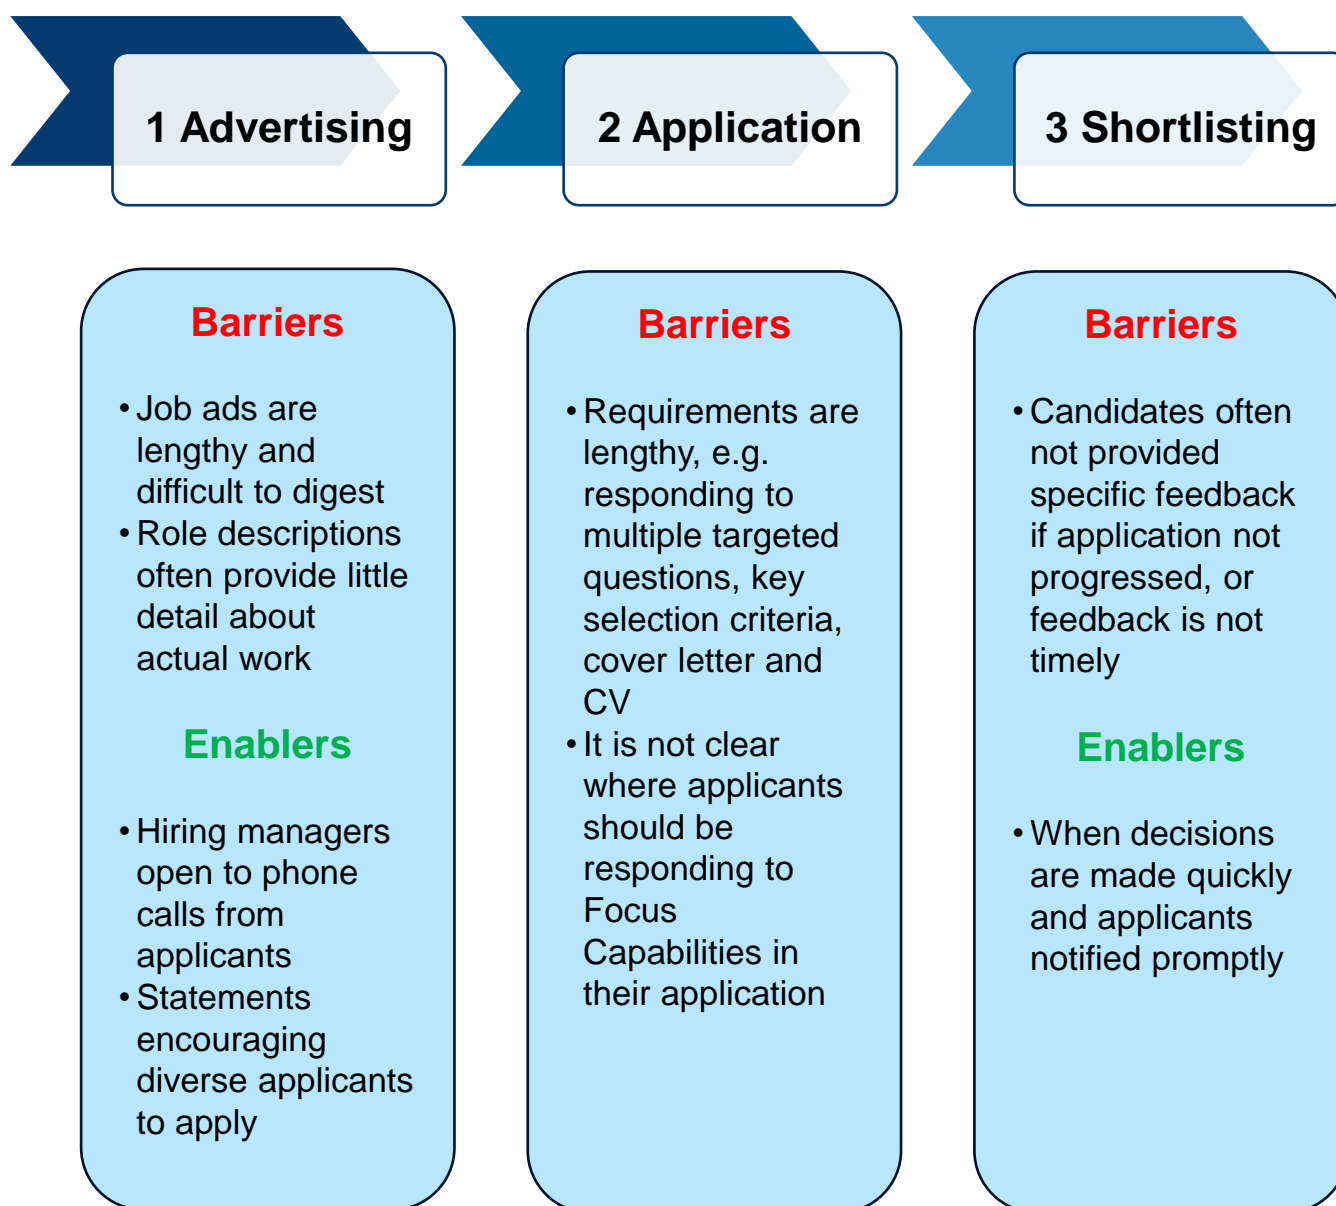 1 Advertising
2 Application
3 Shortlisting
Barriers
• Job ads are
lengthy and
difficult to digest
• Role descriptions
often provide little
detail about
actual work
Enablers
• Hiring managers
open to phone
calls from
applicants
• Statements
encouraging
diverse applicants
to apply
Barriers
• Requirements are
lengthy, e.g.
responding to
multiple targeted
questions, key
selection criteria,
cover letter and
CV
• It is not clear
where applicants
should be
responding to
Focus
Capabilities in
their application
Barriers
• Candidates often
not provided
specific feedback
if application not
progressed, or
feedback is not
timely
Enablers
• When decisions
are made quickly
and applicants
notified promptly